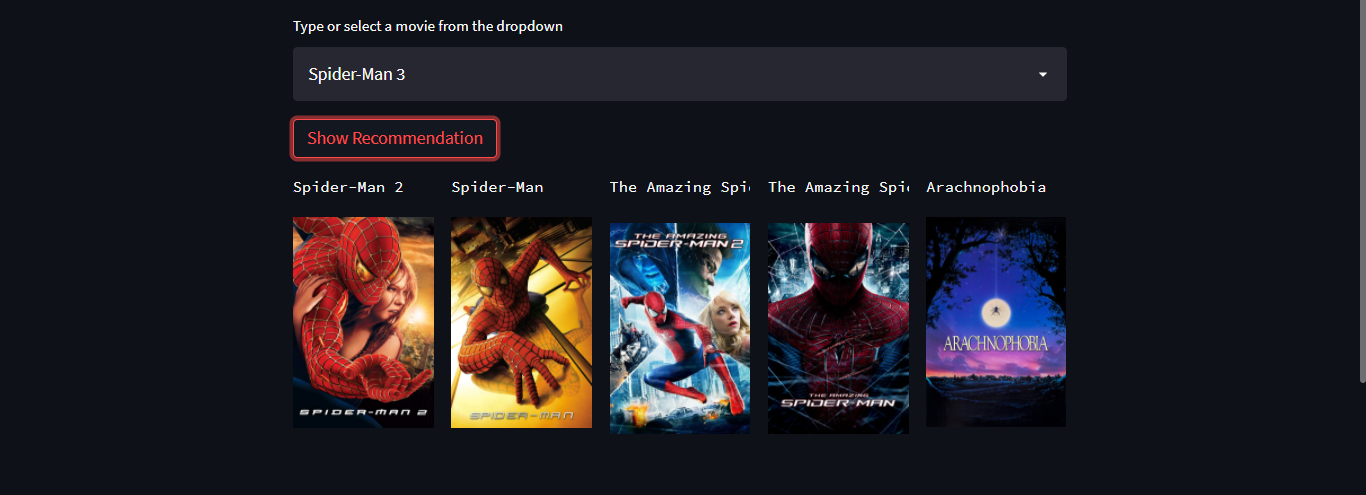 Type or select a movie from the dropdown
Spider-Man 3
Show Recommendation
Spider-Man 2
Spider-Man
The Amazing Spi
The Amazing Spi
Arachnophobia
SPIDER-MAN 2
SPIDER-MAN
THE AMAZING
SPIDER-MAN 2
THE AMAZING
SPIDER-MAN
ARACHNOPHOBIA